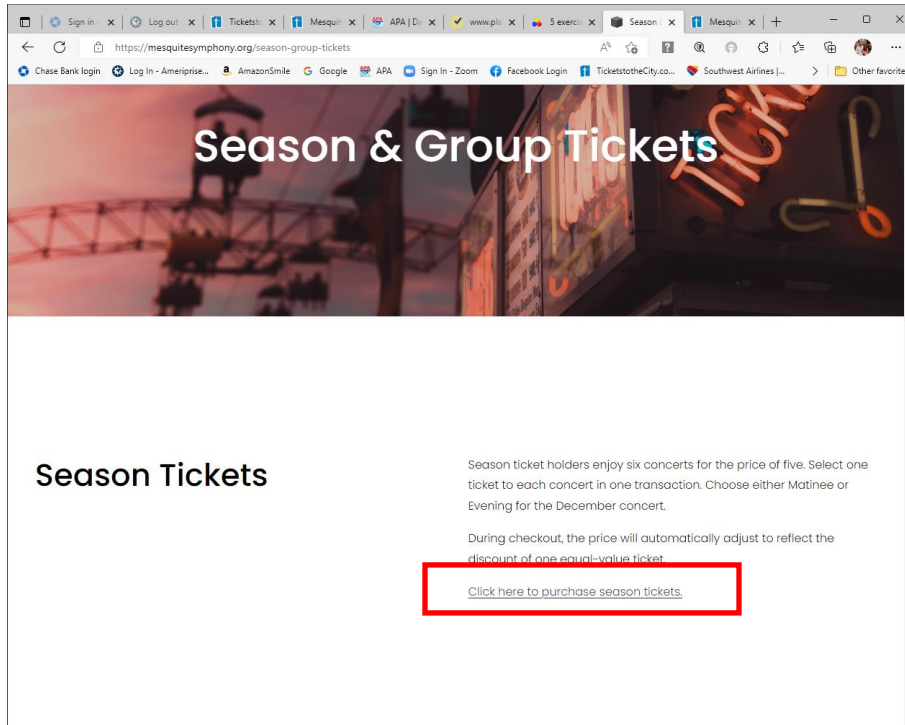 Sign in -
Log out
Tickets
Mesquit
APA | Da
www.pla
5 exercis
Season
Mesquit
https://mesquitesymphony.org/season-group-tickets
Chase Bank login
Log In - Ameriprise...
AmazonSmile
Google
APA
Sign In - Zoom
Facebook Login
TicketstotheCity.co...
Southwest Airlines |...
Other favorite
Season & Group Tickets
TICKE
Season Tickets
Season ticket holders enjoy six concerts for the price of five. Select one
ticket to each concert in one transaction. Choose either Matinee or
Evening for the December concert.
During checkout, the price will automatically adjust to reflect the
discount of one equal-value ticket.
Click here to purchase season tickets.